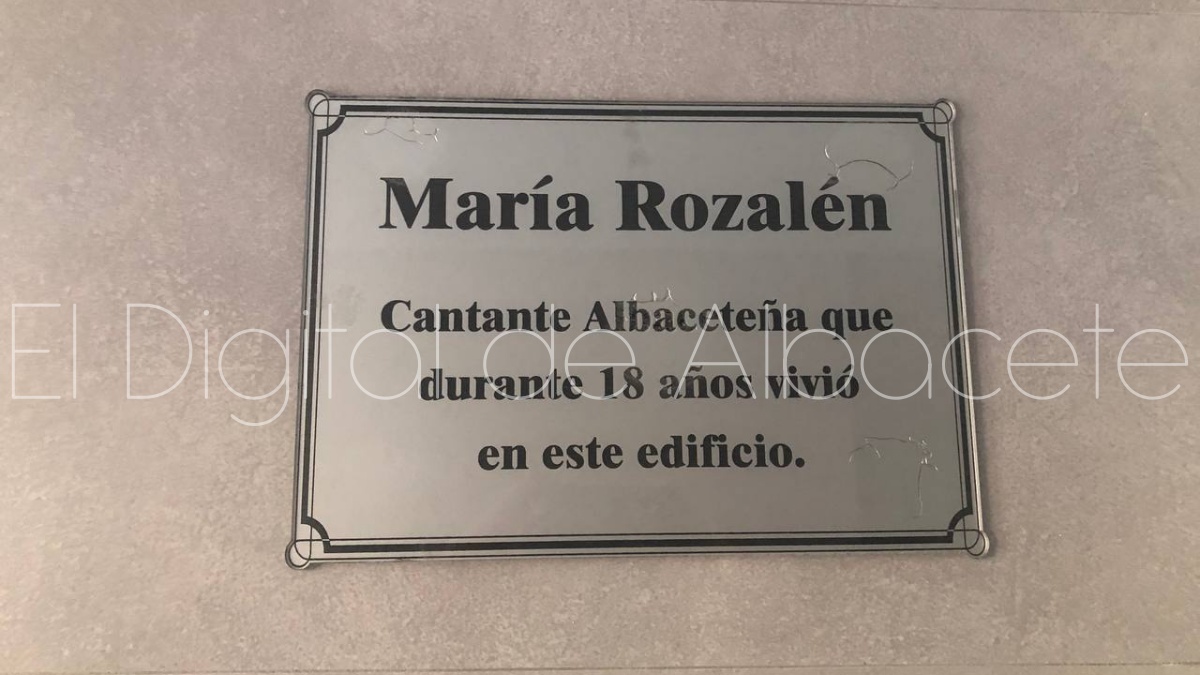 María Rozalén
Cantante Albaceteña que
durante 18 años vivió
en este edificio.
El Digital de Albacete